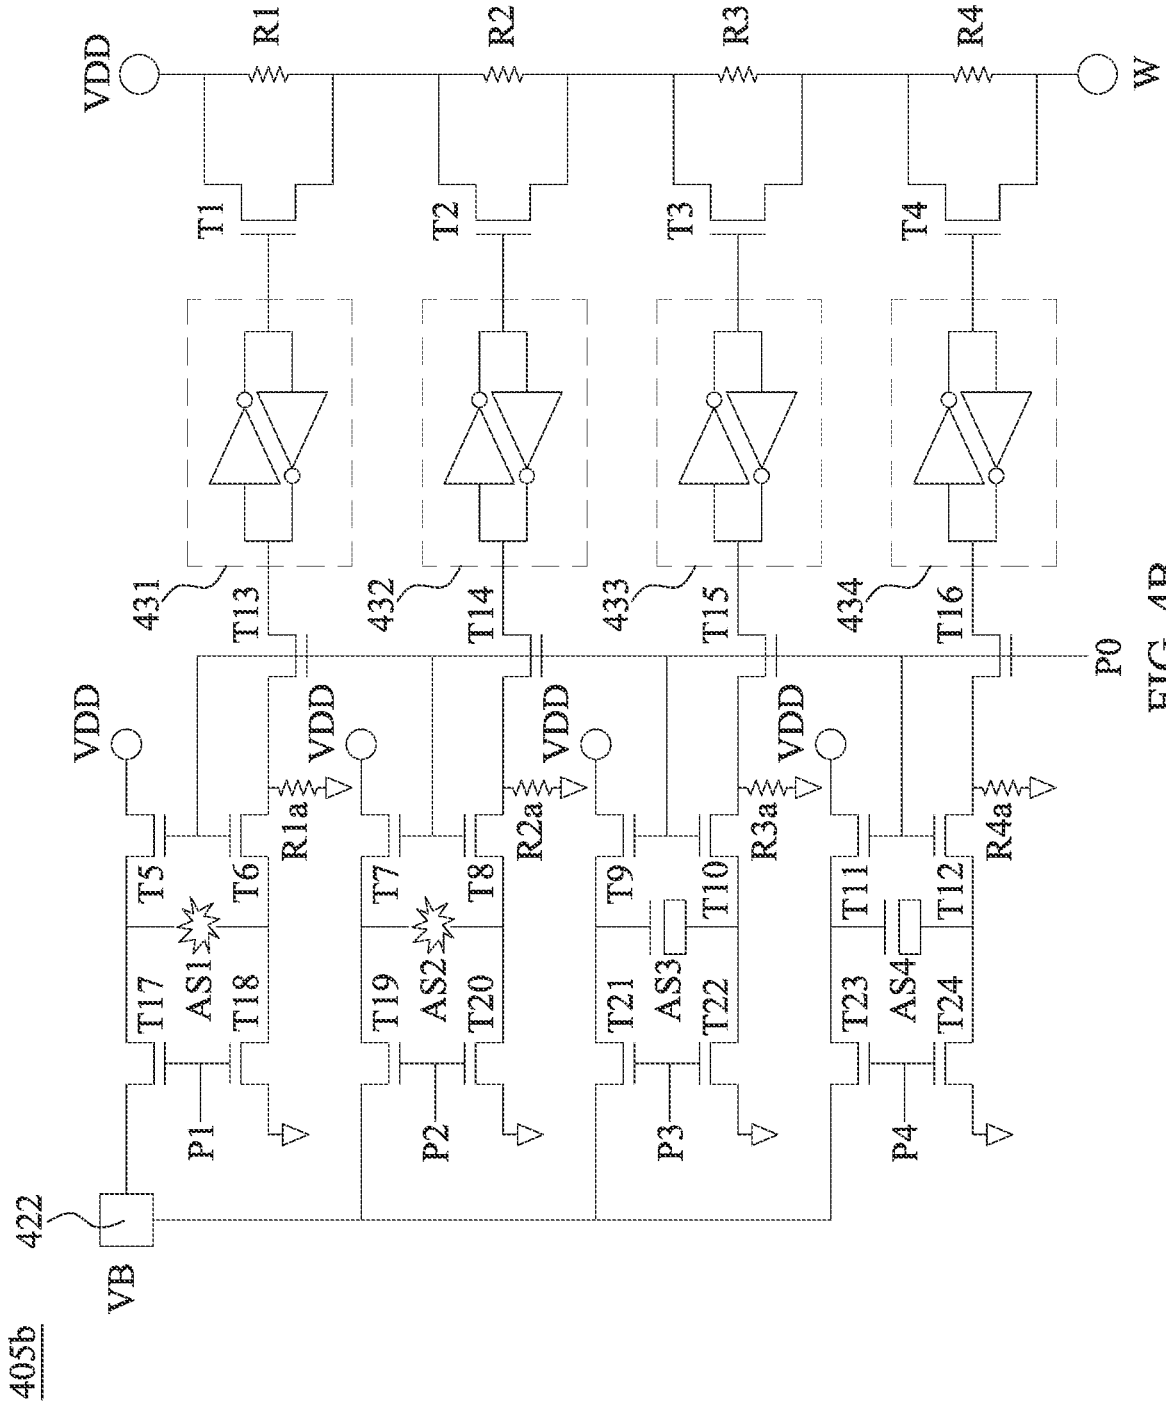 405b
VB
422
P1
P2
P3
P4
T17
AS1
T18
T19
AS2
T20
T21
AS3
T22
T23
AS4
T24
T5
T6
T7
T8
T9
T10
T11
T12
R1a
R2a
R3a
R4a
VDD
VDD
VDD
VDD
T13
T14
T15
T16
P0
431
432
433
434
T1
T2
T3
T4
VDD
R1
R2
R3
R4
W